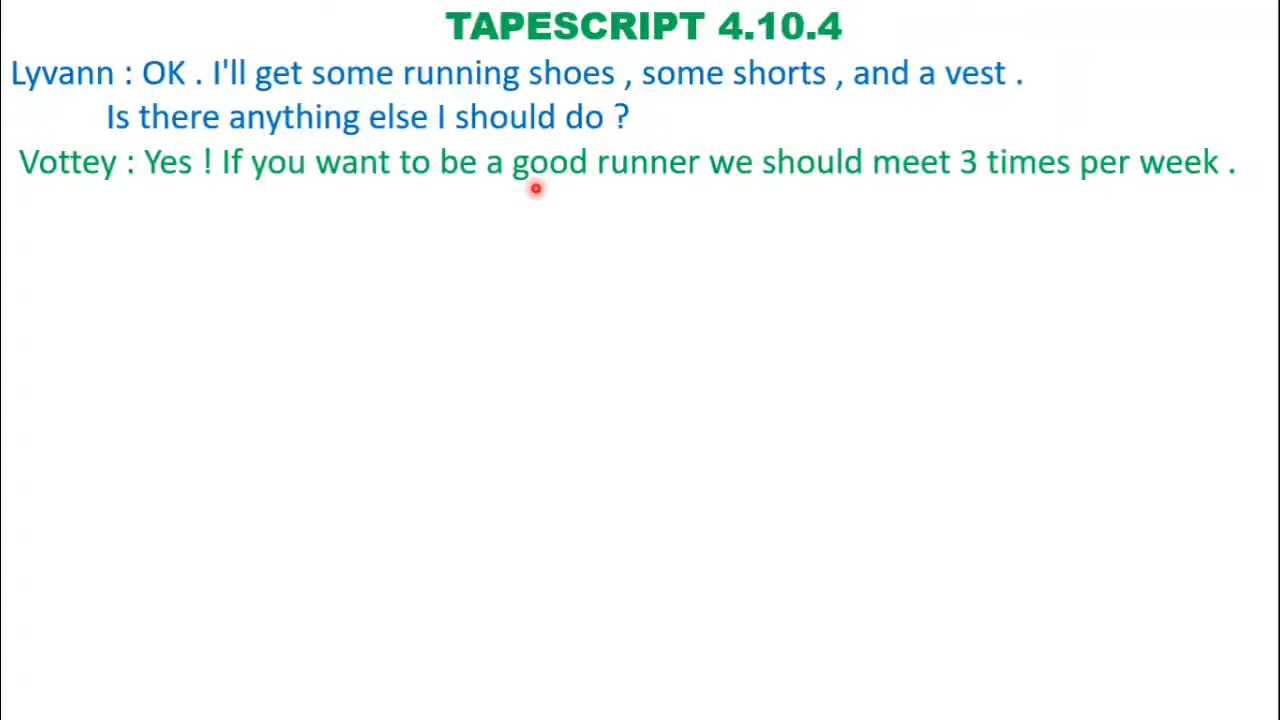 TAPESCRIPT 4.10.4
Lyvann : OK . I'll get some running shoes , some shorts , and a vest .
Is there anything else I should do ?
Vottey : Yes ! If you want to be a good runner we should meet 3 times per week .